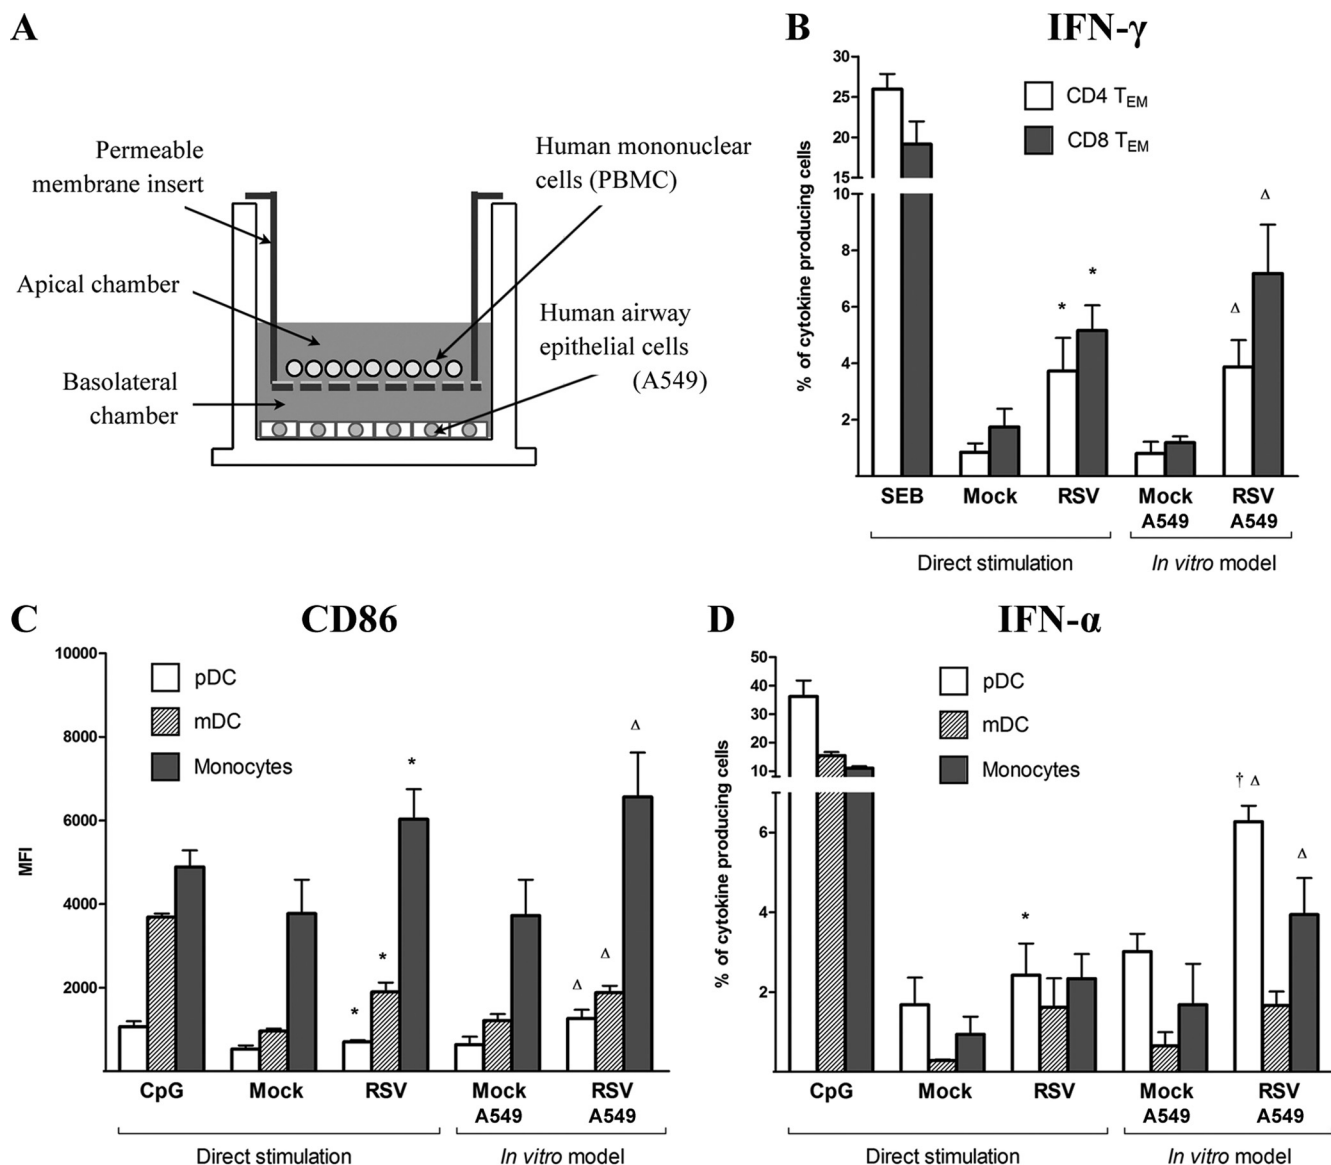 A
Permeable
membrane insert
Apical chamber
Basolateral
chamber
Human mononuclear
cells (PBMC)
Human airway
epithelial cells
(A549)
B
IFN-γ
% of cytokine producing cells
30
25
20
15
10
8
6
4
2
CD4 TEM
CD8 TEM
* * Δ Δ
SEB Mock RSV Mock RSV
A549 A549
Direct stimulation In vitro model
C
CD86
MFI
10000
8000
6000
4000
2000
pDC
mDC
Monocytes
* * * Δ Δ Δ
CpG Mock RSV Mock RSV
A549 A549
Direct stimulation In vitro model
D
IFN-α
% of cytokine producing cells
50
40
30
20
10
6
4
2
pDC
mDC
Monocytes
* † Δ Δ
CpG Mock RSV Mock RSV
A549 A549
Direct stimulation In vitro model